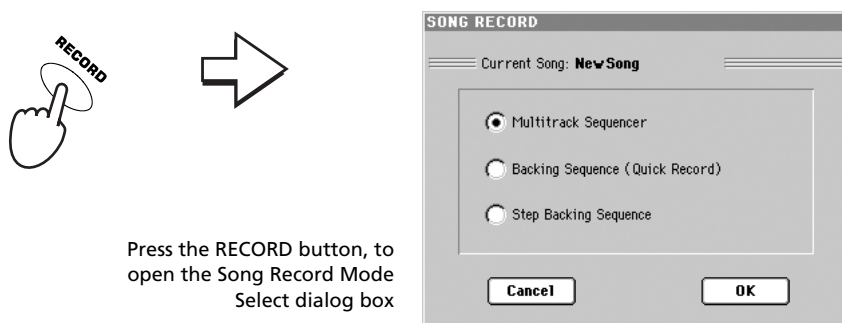 RECORD
Press the RECORD button, to
open the Song Record Mode
Select dialog box
SONG RECORD
Current Song: NewSong
Multitrack Sequencer
Backing Sequence (Quick Record)
Step Backing Sequence
Cancel
OK